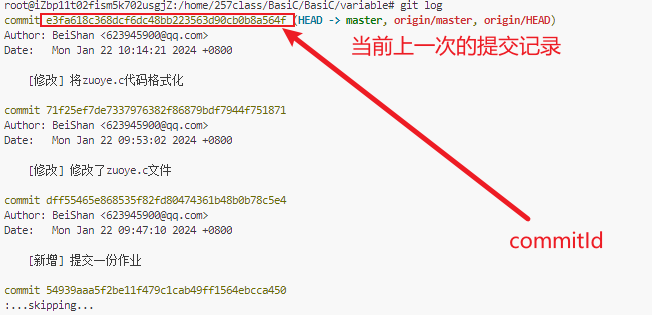 root@iZbp11t02fism5k702usgjZ:/home/257class/BasiC/BasiC/variable# git log
commit e3fa618c368dcf6dc48bb223563d90cb0b8a564f (HEAD -> master, origin/master, origin/HEAD)
Author: BeiShan <623945900@qq.com>
当前上一次的提交记录
Date:   Mon Jan 22 10:14:21 2024 +0800
[修改] 将zuoye.c代码格式化
commit 71f25ef7de7337976382f86879bdf7944f751871
Author: BeiShan <623945900@qq.com>
Date:   Mon Jan 22 09:53:02 2024 +0800
[修改] 修改了zuoye.c文件
commit dff55465e868535f82fd80474361b48b0b78c5e4
Author: BeiShan <623945900@qq.com>
Date:   Mon Jan 22 09:47:10 2024 +0800
commitId
[新增] 提交一份作业
commit 54939aaa5f2be11f479c1cab49ff1564ebcca450
:...skipping...